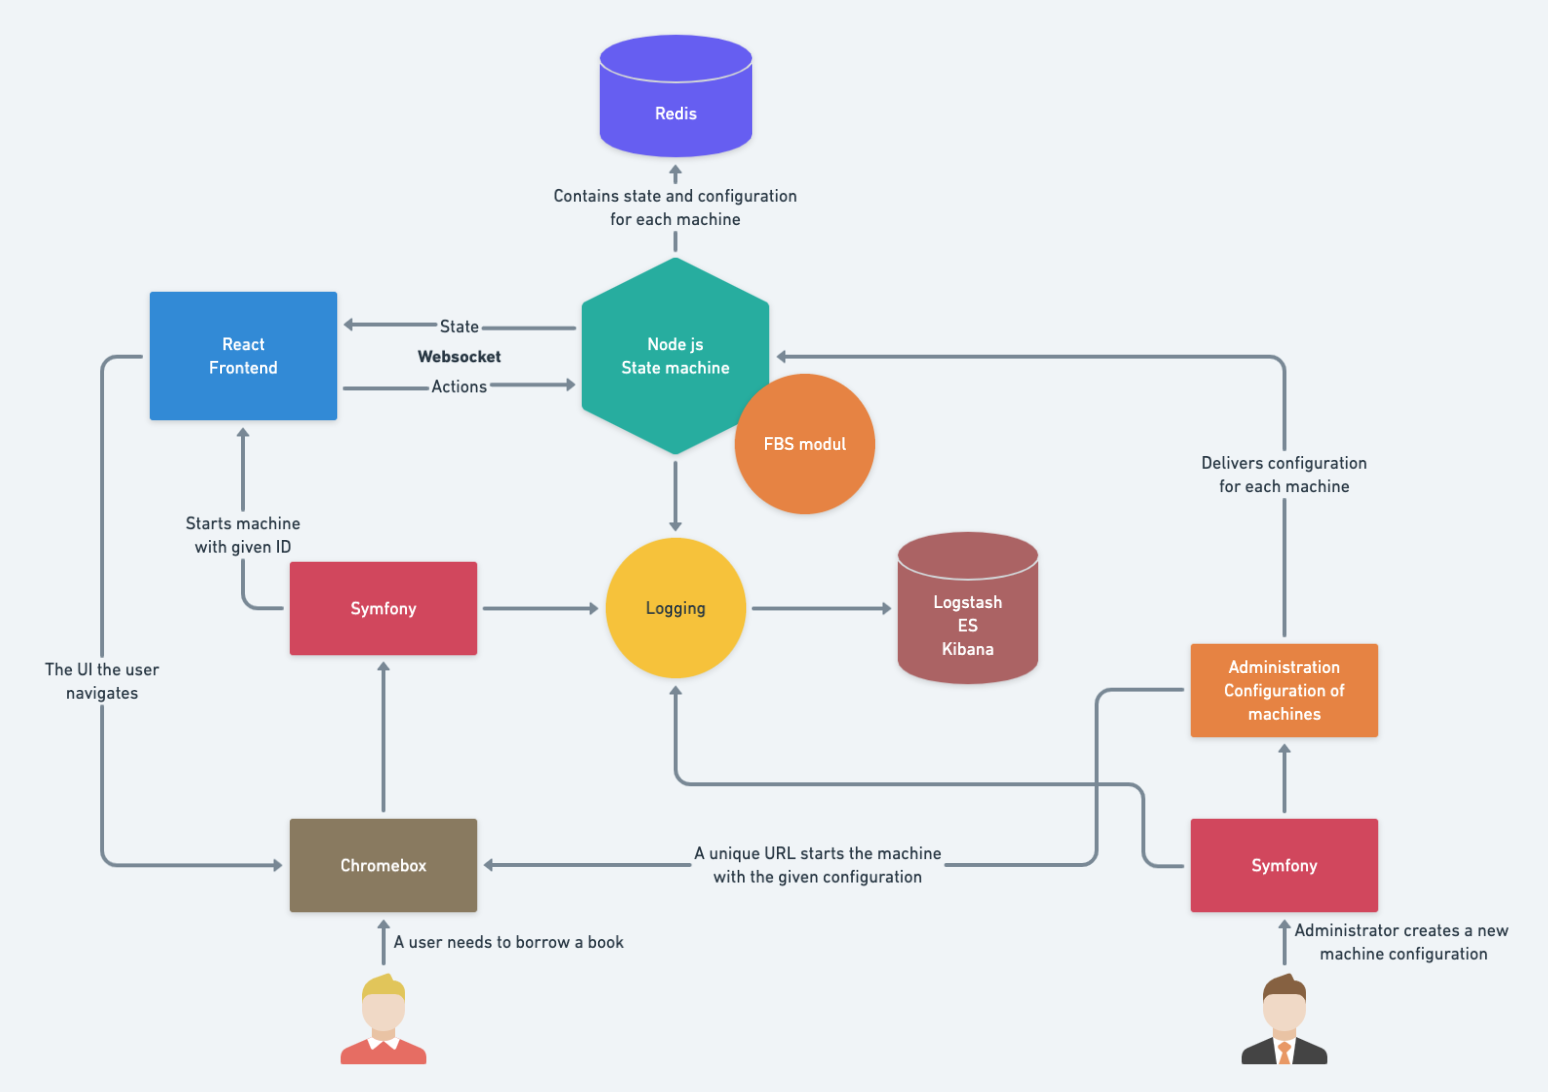 Redis
Contains state and configuration
for each machine
React
Frontend
State
Websocket
Actions
Node js
State machine
FBS modul
Delivers configuration
for each machine
Starts machine
with given ID
Symfony
Logging
Logstash
ES
Kibana
The UI the user
navigates
Administration
Configuration of
machines
Chromebox
A unique URL starts the machine
with the given configuration
Symfony
A user needs to borrow a book
Administrator creates a new
machine configuration